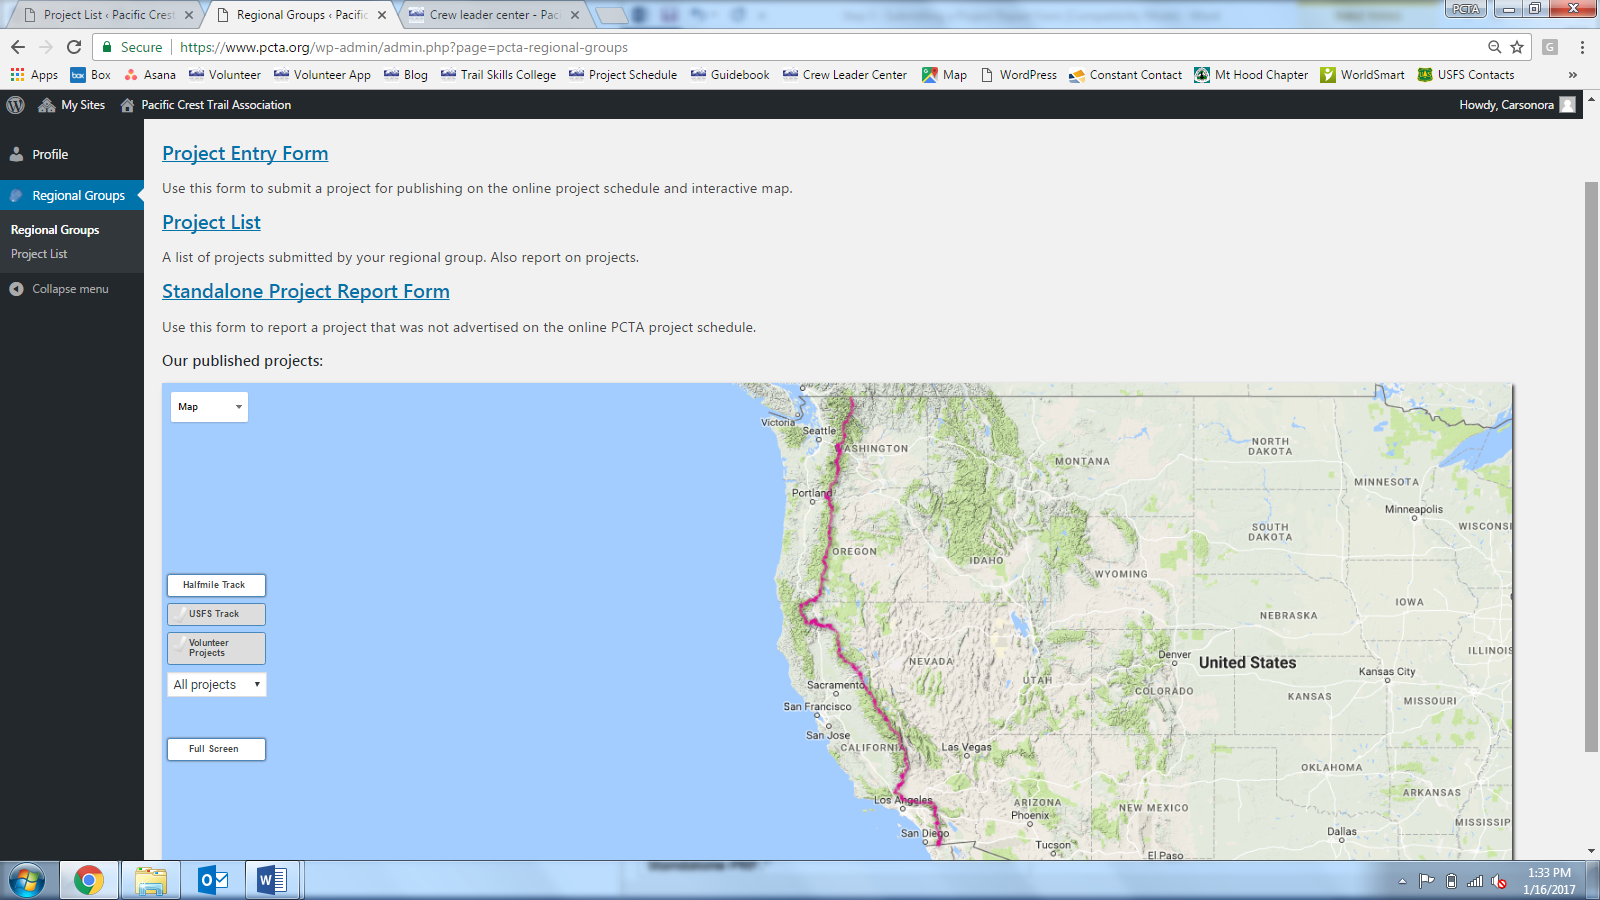 Project List ‹ Pacific Crest
Regional Groups ‹ Pacific
Crew leader center - Paci
PCTA
Secure
https://www.pcta.org/wp-admin/admin.php?page=pcta-regional-groups
G
Apps
Box
Asana
Volunteer
Volunteer App
Blog
Trail Skills College
Project Schedule
Guidebook
Crew Leader Center
Map
WordPress
Constant Contact
Mt Hood Chapter
WorldSmart
USFS Contacts
»
My Sites
Pacific Crest Trail Association
Howdy, Carsonora
Profile
Regional Groups
Regional Groups
Project List
Collapse menu
Project Entry Form
Use this form to submit a project for publishing on the online project schedule and interactive map.
Project List
A list of projects submitted by your regional group. Also report on projects.
Standalone Project Report Form
Use this form to report a project that was not advertised on the online PCTA project schedule.
Our published projects:
Map
Halfmile Track
USFS Track
Volunteer
Projects
All projects
Full Screen
Victoria
Seattle
WASHINGTON
MONTANA
NORTH
DAKOTA
MINNESOTA
Minneapolis
WISCONSI
Portland
OREGON
IDAHO
SOUTH
DAKOTA
WYOMING
IOWA
NEBRASKA
ILLINOIS
NEVADA
Denver
United States
Kansas City
UTAH
COLORADO
KANSAS
MISSOURI
Sacramento
San Francisco
San Jose
CALIFORNIA
Las Vegas
OKLAHOMA
ARKANSAS
Los Angeles
ARIZONA
Phoenix
NEW MEXICO
MISSISSIP
San Diego
Dallas
Tucson
El Paso
1:33 PM
1/16/2017